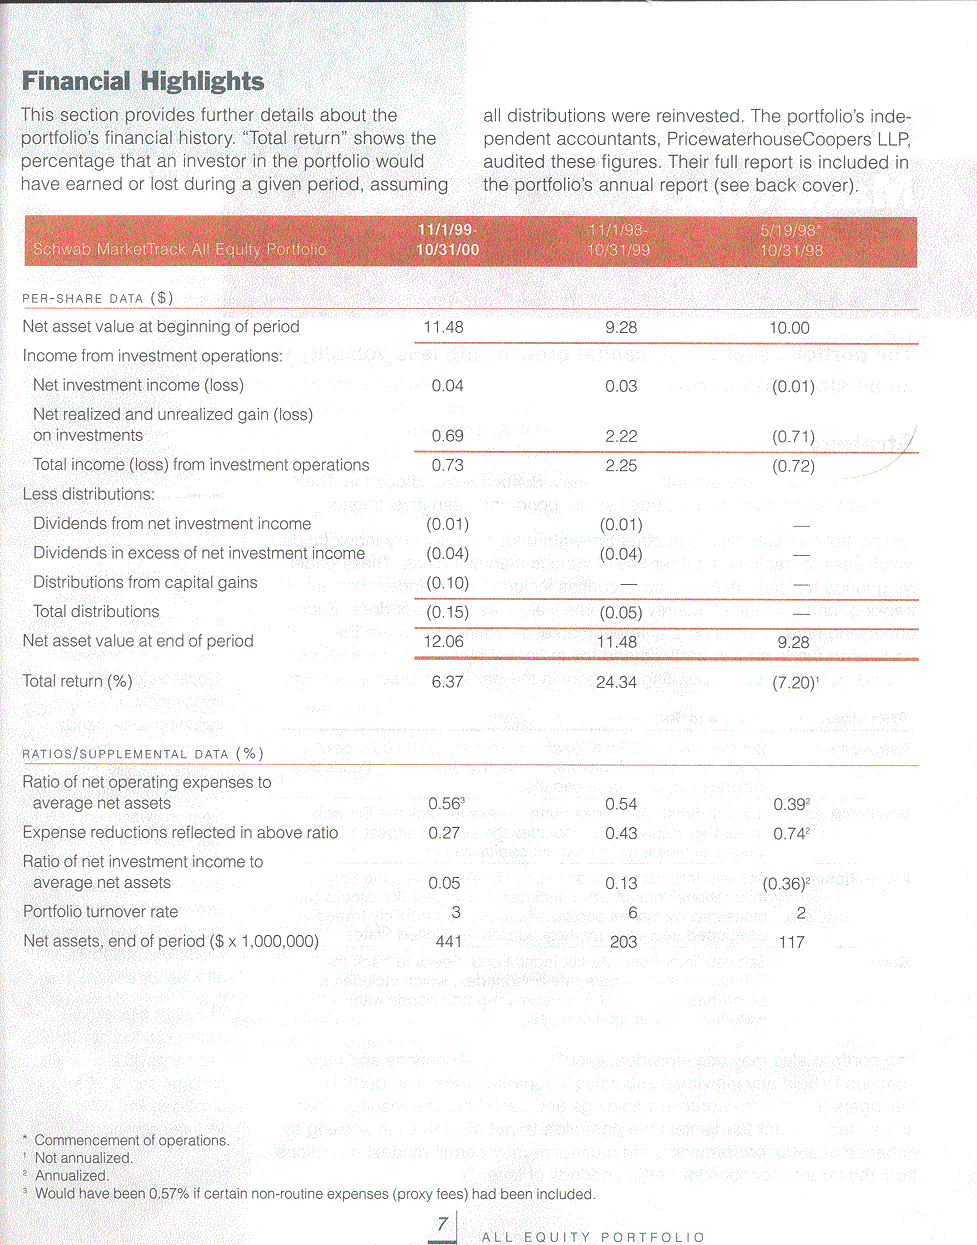 Financial Highlights
This section provides further details about the
portfolio's financial history. "Total return" shows the
percentage that an investor in the portfolio would
have earned or lost during a given period, assuming
all distributions were reinvested. The portfolio's inde-
pendent accountants, PricewaterhouseCoopers LLP,
audited these figures. Their full report is included in
the portfolio's annual report (see back cover).
11/1/99- 11/1/98- 5/19/98*
Schwab MarketTrack All Equity Portfolio 10/31/00 10/31/99 10/31/98
PER-SHARE DATA ($)
Net asset value at beginning of period 11.48 9.28 10.00
Income from investment operations:
Net investment income (loss) 0.04 0.03 (0.01)
Net realized and unrealized gain (loss)
on investments 0.69 2.22 (0.71)
Total income (loss) from investment operations 0.73 2.25 (0.72)
Less distributions:
Dividends from net investment income (0.01) (0.01) —
Dividends in excess of net investment income (0.04) (0.04) —
Distributions from capital gains (0.10) — —
Total distributions (0.15) (0.05) —
Net asset value at end of period 12.06 11.48 9.28
Total return (%) 6.37 24.34 (7.20)¹
RATIOS/SUPPLEMENTAL DATA (%)
Ratio of net operating expenses to
average net assets 0.56³ 0.54 0.39²
Expense reductions reflected in above ratio 0.27 0.43 0.74²
Ratio of net investment income to
average net assets 0.05 0.13 (0.36)²
Portfolio turnover rate 3 6 2
Net assets, end of period ($ x 1,000,000) 441 203 117
* Commencement of operations.
¹ Not annualized.
² Annualized.
³ Would have been 0.57% if certain non-routine expenses (proxy fees) had been included.
7
ALL EQUITY PORTFOLIO